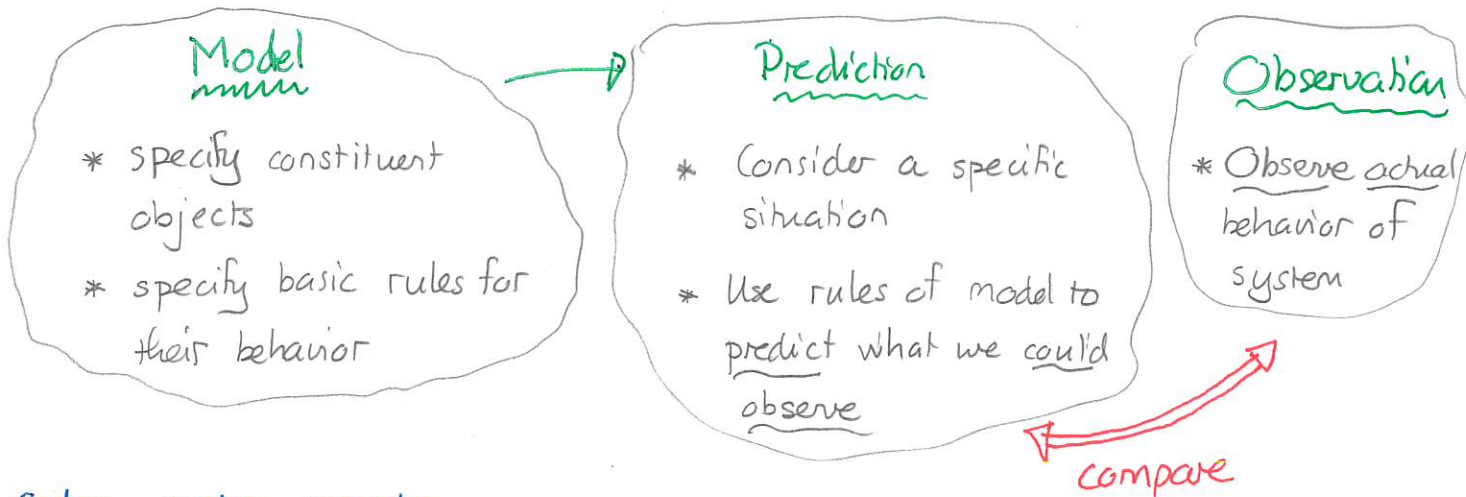 Model
* specify constituent
objects
* specify basic rules for
their behavior
Prediction
* Consider a specific
situation
* Use rules of model to
predict what we could
observe
Observation
* Observe actual
behavior of
system
compare